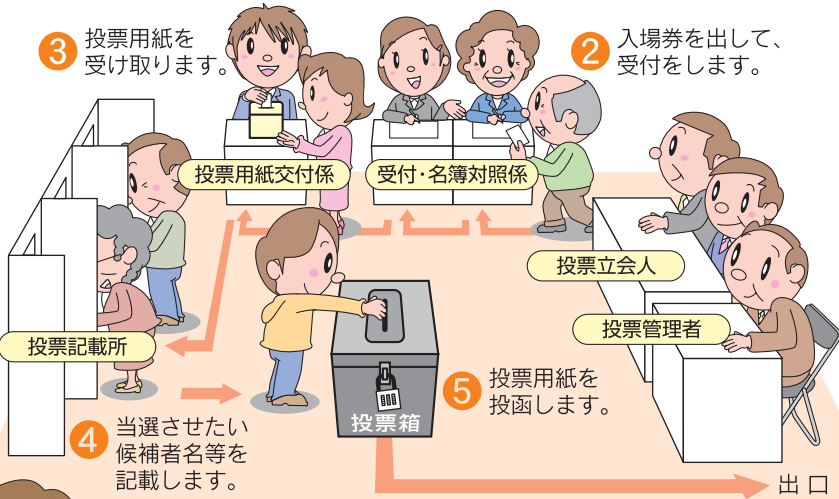 3 投票用紙を
受け取ります。
2 入場券を出して、
受付をします。
投票用紙交付係
受付・名簿対照係
投票立会人
投票管理者
投票記載所
4 当選させたい
候補者名等を
記載します。
5 投票用紙を
投函します。
投票箱
出口